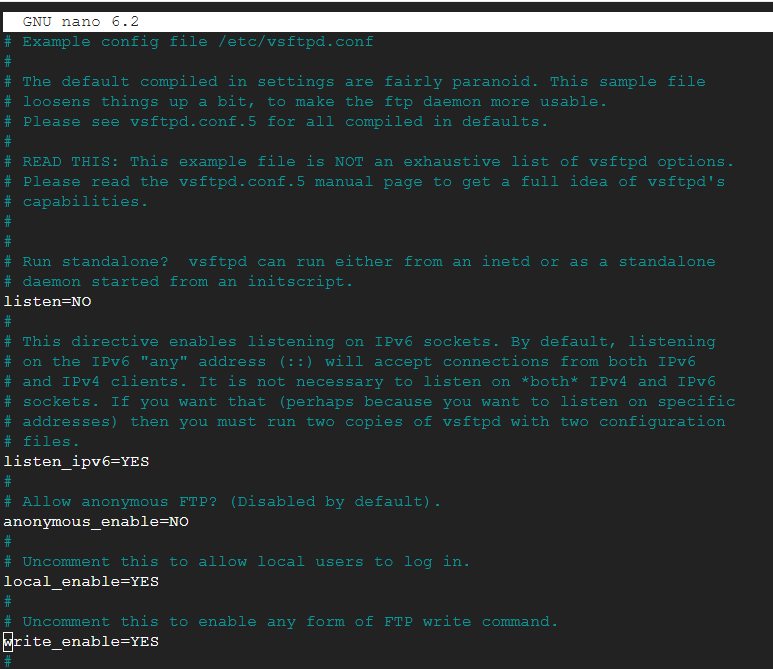 GNU nano 6.2
# Example config file /etc/vsftpd.conf
#
# The default compiled in settings are fairly paranoid. This sample file
# loosens things up a bit, to make the ftp daemon more usable.
# Please see vsftpd.conf.5 for all compiled in defaults.
#
# READ THIS: This example file is NOT an exhaustive list of vsftpd options.
# Please read the vsftpd.conf.5 manual page to get a full idea of vsftpd's
# capabilities.
#
#
# Run standalone?  vsftpd can run either from an inetd or as a standalone
# daemon started from an initscript.
listen=NO
#
# This directive enables listening on IPv6 sockets. By default, listening
# on the IPv6 "any" address (::) will accept connections from both IPv6
# and IPv4 clients. It is not necessary to listen on *both* IPv4 and IPv6
# sockets. If you want that (perhaps because you want to listen on specific
# addresses) then you must run two copies of vsftpd with two configuration
# files.
listen_ipv6=YES
#
# Allow anonymous FTP? (Disabled by default).
anonymous_enable=NO
#
# Uncomment this to allow local users to log in.
local_enable=YES
#
# Uncomment this to enable any form of FTP write command.
write_enable=YES
#